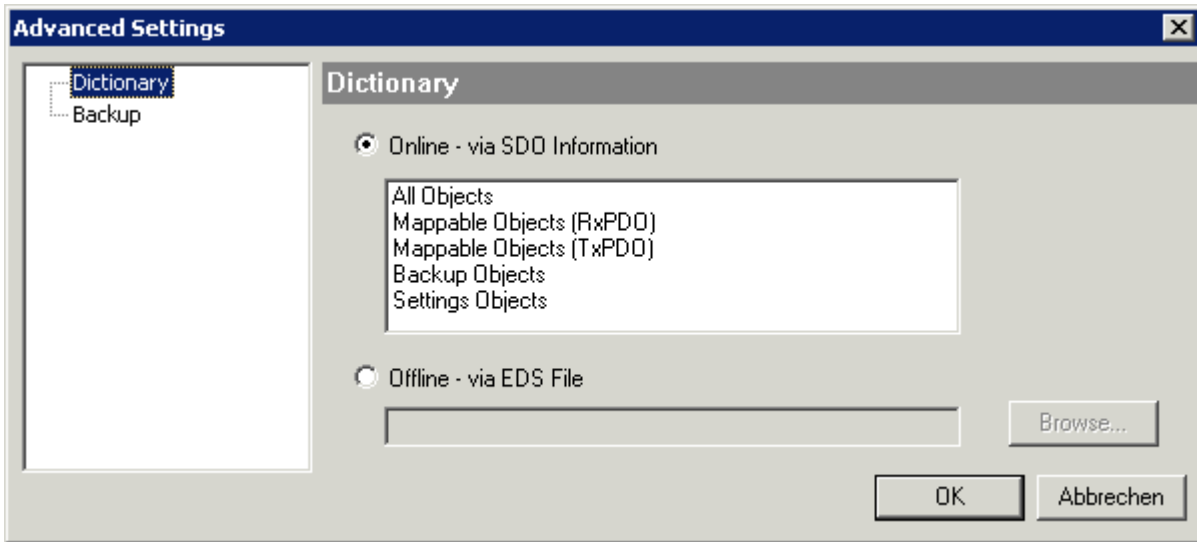 Advanced Settings
Dictionary
Backup
Dictionary
Online - via SDO Information
All Objects
Mappable Objects (RxPDO)
Mappable Objects (TxPDO)
Backup Objects
Settings Objects
Offline - via EDS File
Browse...
OK
Abbrechen